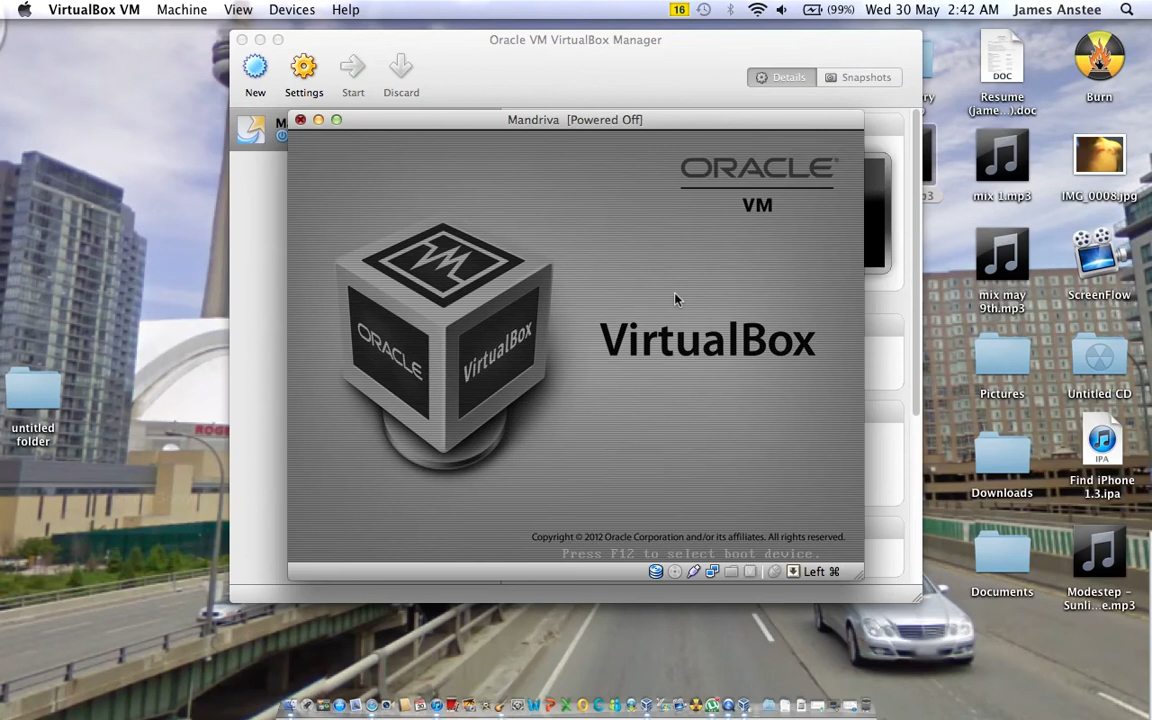 VirtualBox VM Machine View Devices Help
16 (99%) Wed 30 May 2:42 AM James Anstee
Oracle VM VirtualBox Manager
New Settings Start Discard
Details Snapshots
Mandriva [Powered Off]
ORACLE
VM
VirtualBox
ORACLE
VirtualBox
Copyright © 2012 Oracle Corporation and/or its affiliates. All rights reserved.
Press F12 to select boot device.
Left ⌘
untitled
folder
DOC
Resume
(jame...).doc
Burn
mix 1.mp3
IMG_0008.jpg
mix may
9th.mp3
ScreenFlow
Pictures
Untitled CD
IPA
Downloads
Find iPhone
1.3.ipa
Documents
Modestep –
Sunli...e.mp3